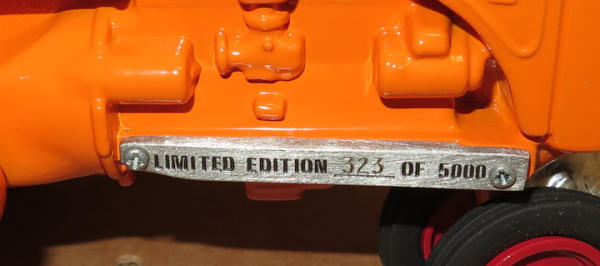 LIMITED EDITION 323 OF 5000